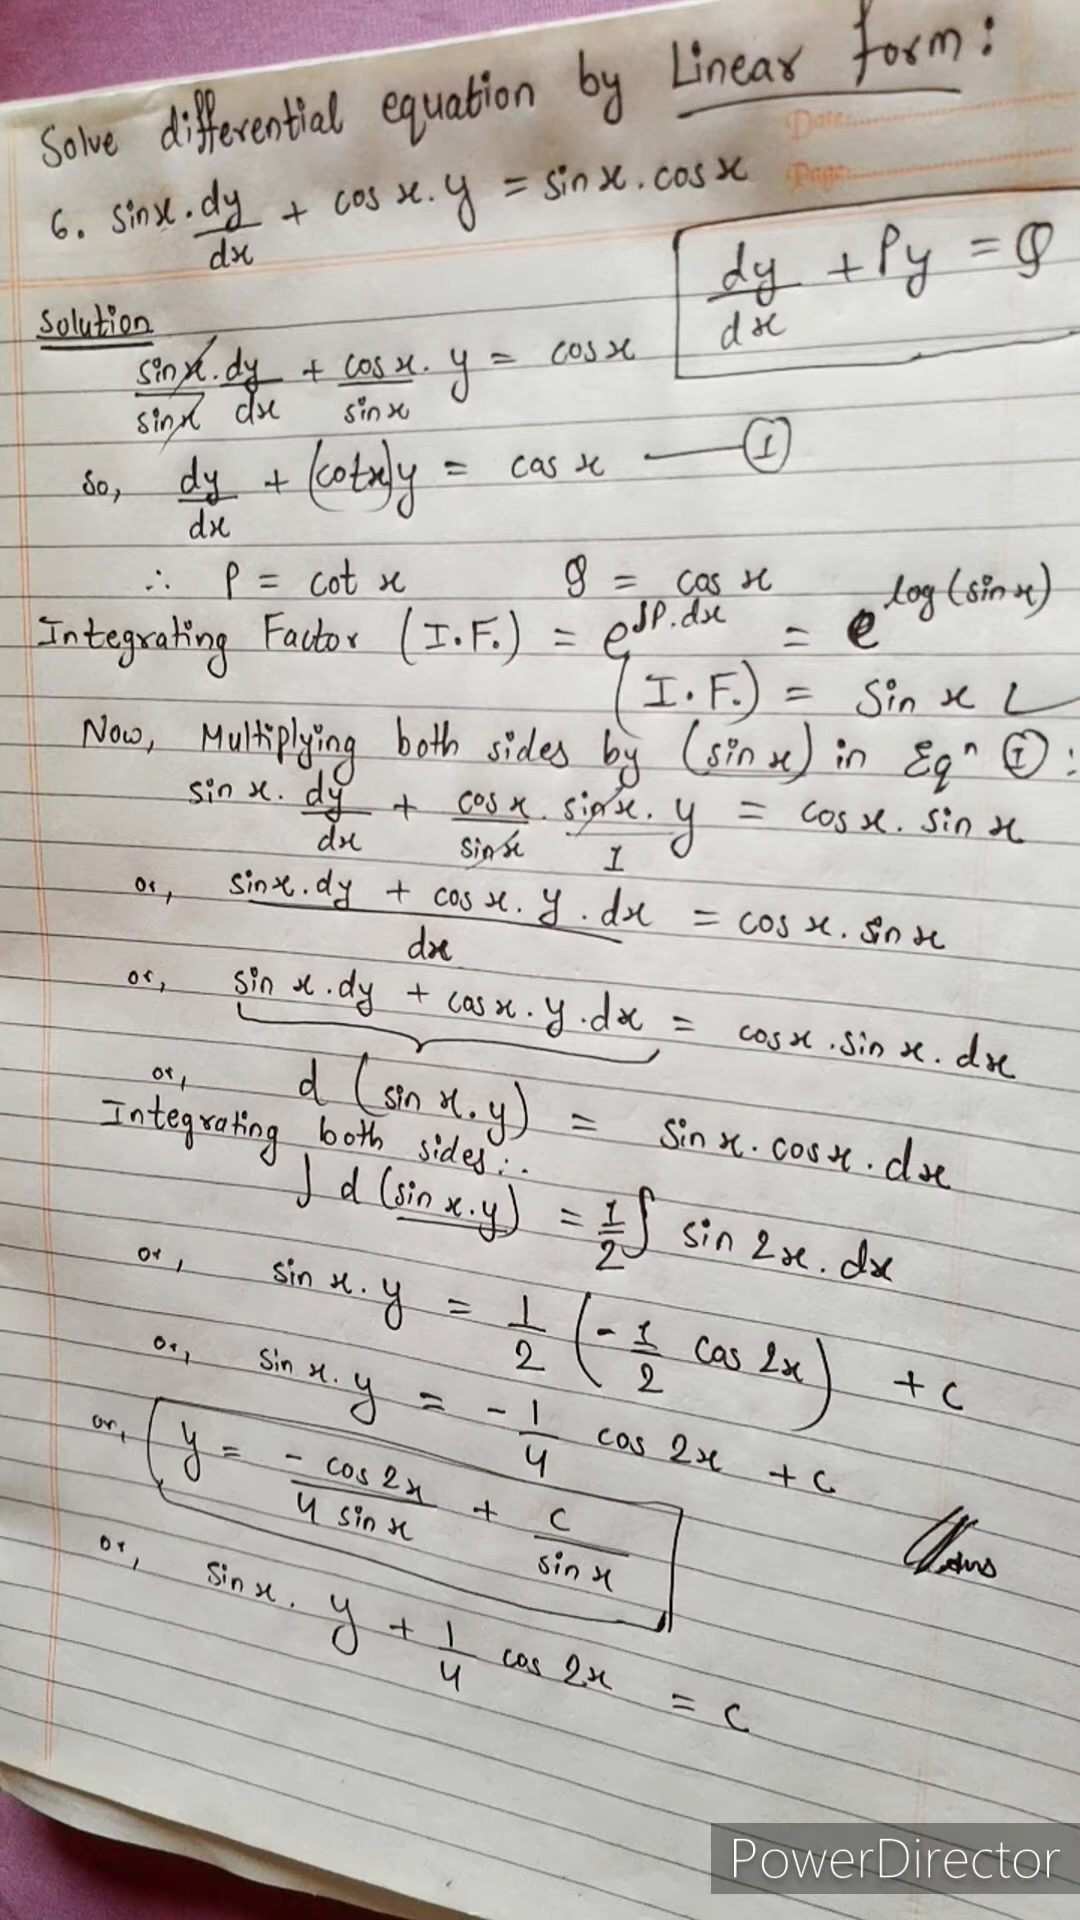 Solve differential equation by Linear form:
Date:
Page:
6. sinx.dy/dx + cos x.y = sin x.cos x
dy/dx + Py = Q
Solution
sinx.dy/sinx dx + cos x/sin x.y = cos x
So, dy/dx + (cotx)y = cos x —— I
∴ P = cot x Q = cos x
Integrating Factor (I.F.) = e^∫P.dx = e^log(sin x)
(I.F.) = Sin x
Now, Multiplying both sides by (sin x) in Eqⁿ I :
sin x. dy/dx + cos x/sin x . sin x/1 . y = cos x. sin x
or, sinx.dy + cos x. y. dx/dx = cos x. sin x
or, sin x.dy + cos x. y.dx = cos x.sin x. dx
or, d (sin x.y) = sin x. cos x. dx
Integrating both sides:.
∫ d (sin x.y) = 1/2 ∫ sin 2x. dx
or, sin x.y = 1/2 (- 1/2 cos 2x) + c
or, sin x.y = - 1/4 cos 2x + c
or, y = - cos 2x/4 sin x + c/sin x
Ans
or, Sin x. y + 1/4 cos 2x = c
PowerDirector